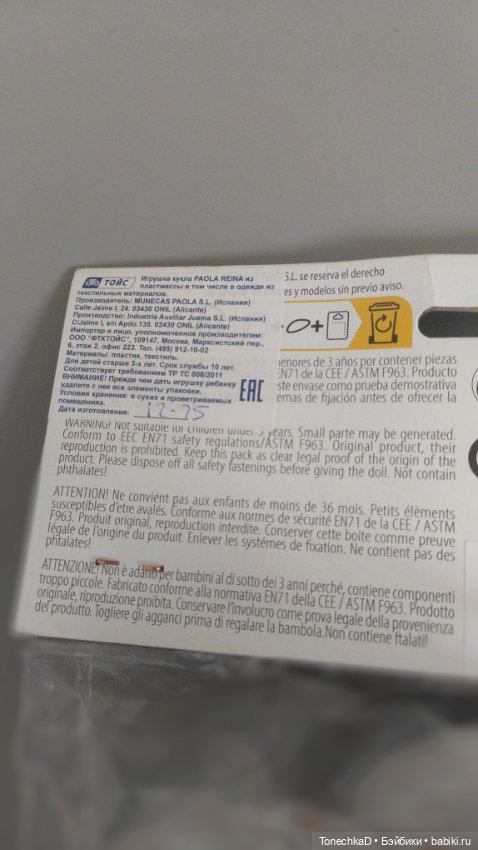 ФТК ТОЙС Игрушка кукла PAOLA REINA из
пластмассы в том числе в одежде из
текстильных материалов.
Производитель: MUNECAS PAOLA S.L. (Испания)
Calle Jaime I, 24, 03430 ONIL (Alicante)
Производство: Industria Auxiliar Juama S.L. (Испания)
C/Jaime I, s/n Apdo.135. 03430 ONIL (Alicante)
Импортер и лицо, уполномоченное производителем:
ООО "ФТКТОЙС", 109147, Москва, Марксистский пер.,
6, этаж 2, офис 223. Тел. (495) 912-10-02
Материалы: пластик, текстиль.
Для детей старше 3-х лет. Срок службы 10 лет.
Соответствует требованиям ТР ТС 008/2011
ВНИМАНИЕ! Прежде чем дать игрушку ребенку
удалите с нее все элементы упаковки.
Условия хранения: в сухих и проветриваемых
помещениях.
Дата изготовления:
EAC
S.L. se reserva el derecho
es y modelos sin previo aviso.
+
menores de 3 años por contener piezas
EN71 de la CEE / ASTM F963. Producto
ste envase como prueba demostrativa
emas de fijación antes de ofrecer la
WARNING! Not suitable for children under 3 years. Small parts may be generated.
Conform to EEC EN71 safety regulations/ASTM F963. Original product, their
reproduction is prohibited. Keep this pack as clear legal proof of the origin of the
product. Please dispose off all safety fastenings before giving the doll. Not contain
phthalates!
ATTENTION! Ne convient pas aux enfants de moins de 36 mois. Petits élèments
susceptibles d'etre avalés. Conforme aux normes de sécurité EN71 de la CEE / ASTM
F963. Produit original, reproduction interdite. Conserver cette boite comme preuve
légale de l'origine du produit. Enlever les systèmes de fixation. Ne contient pas des
phtalates!
ATTENZIONE! Non è adatto per bambini al di sotto dei 3 anni perché, contiene componenti
troppo piccole. Fabricato conforme alla normativa EN71 della CEE / ASTM F963. Prodotto
originale, riproduzione proibita. Conservare l'involucro come prova legale della provenienza
del prodotto. Togliere gli agganci prima di regalare la bambola.Non contiene ftalati!
TonechkaD • Бэйбики • babiki.ru